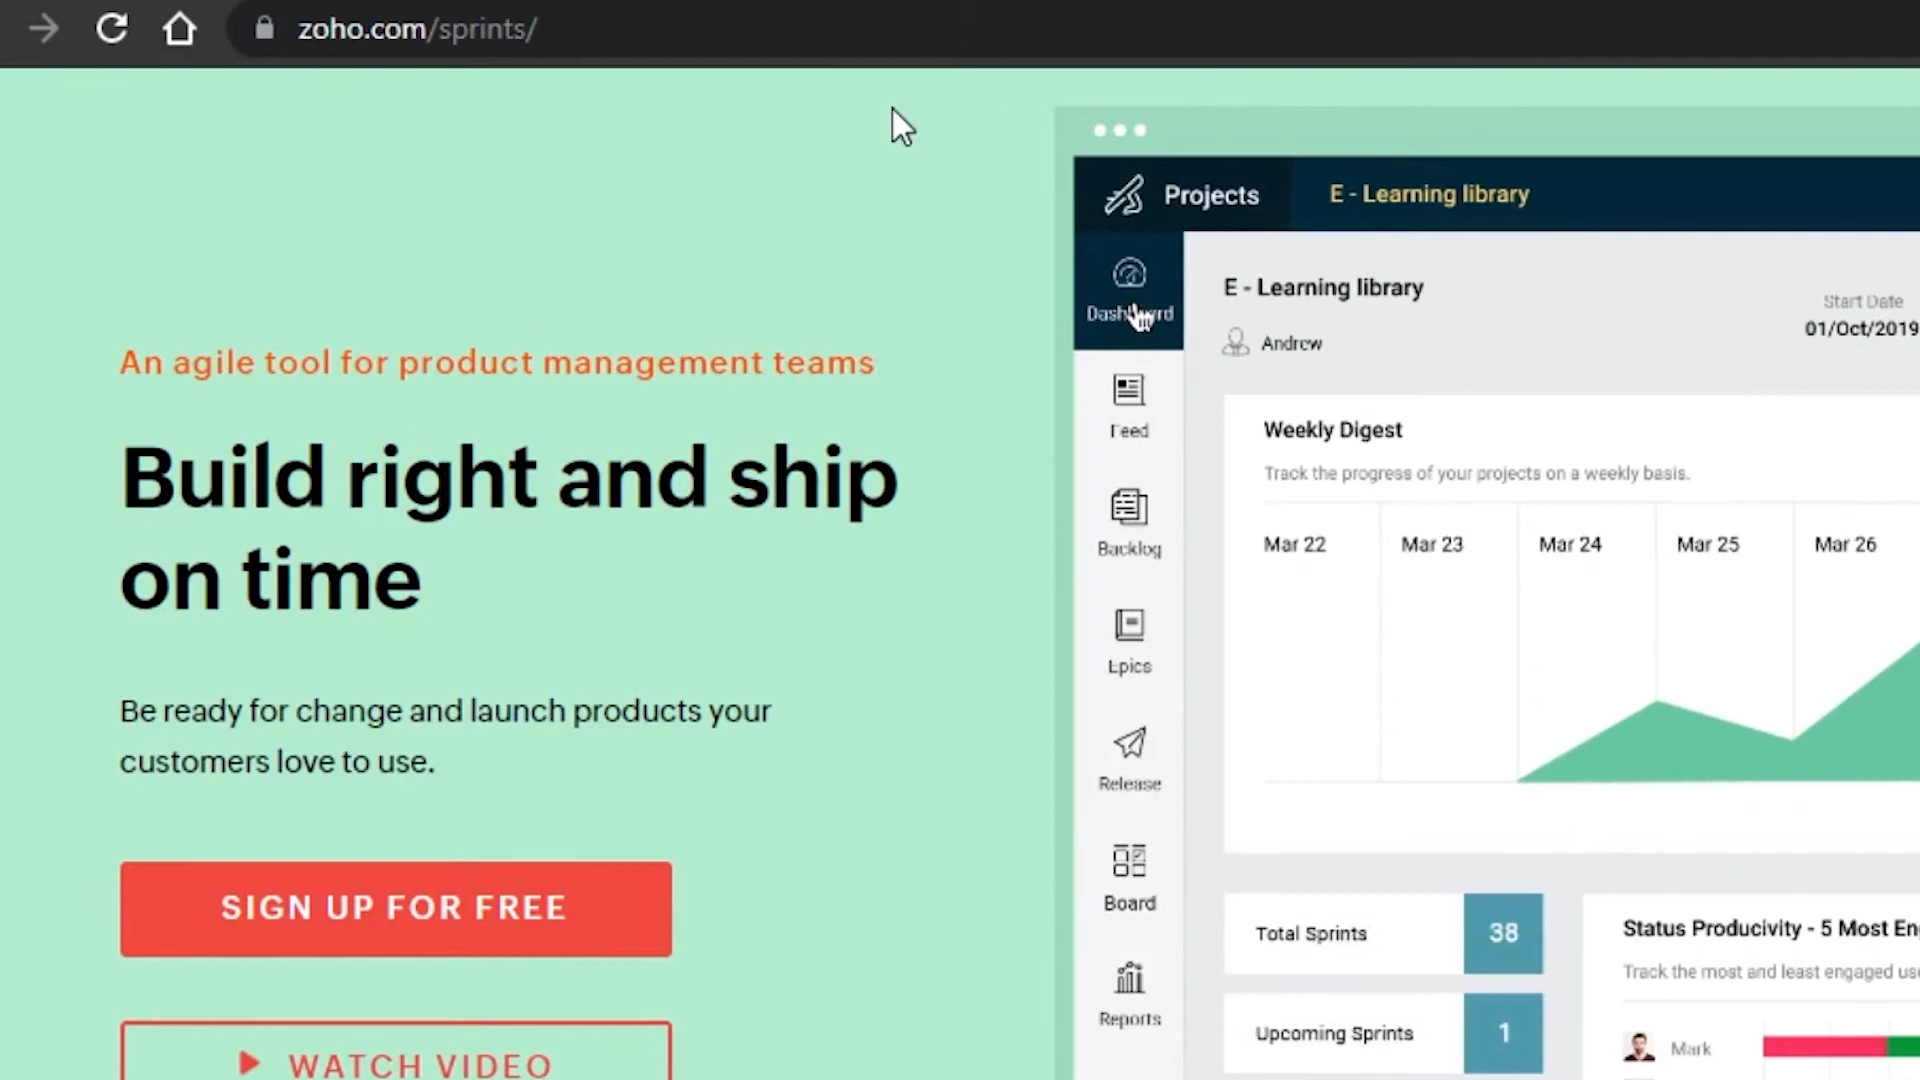 zoho.com/sprints/
An agile tool for product management teams
Build right and ship
on time
Be ready for change and launch products your
customers love to use.
SIGN UP FOR FREE
WATCH VIDEO
Projects
E - Learning library
Dashboard
Feed
Backlog
Epics
Release
Board
Reports
E - Learning library
Andrew
Start Date
01/Oct/2019
Weekly Digest
Track the progress of your projects on a weekly basis.
Mar 22 Mar 23 Mar 24 Mar 25 Mar 26
Total Sprints 38
Upcoming Sprints 1
Status Producivity - 5 Most En
Track the most and least engaged use
Mark